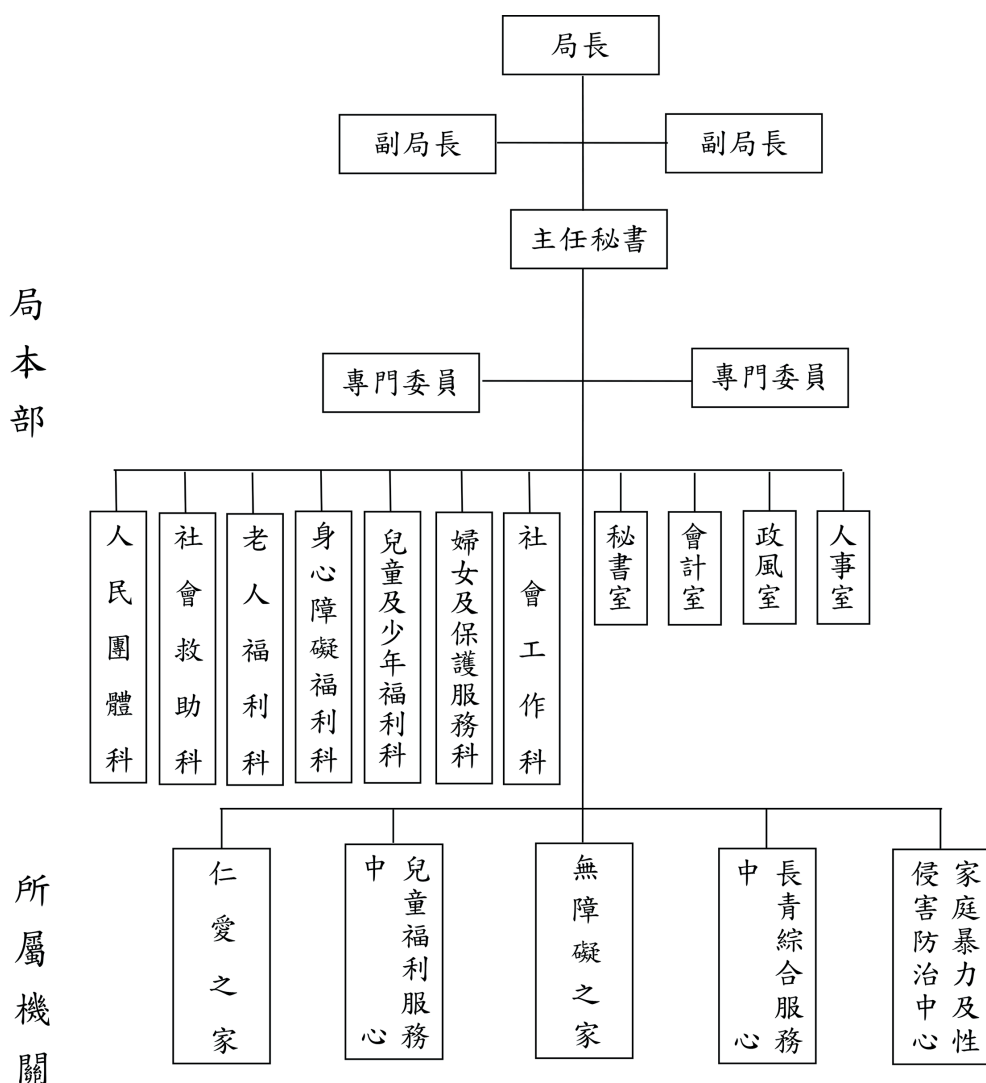 局長
副局長
副局長
主任秘書
局本部
專門委員
專門委員
人民團體科
社會救助科
老人福利科
身心障礙福利科
兒童及少年福利科
婦女及保護服務科
社會工作科
秘書室
會計室
政風室
人事室
所屬機關
仁愛之家
兒童福利服務
中心
無障礙之家
長青綜合服務
中心
家庭暴力及性
侵害防治中心